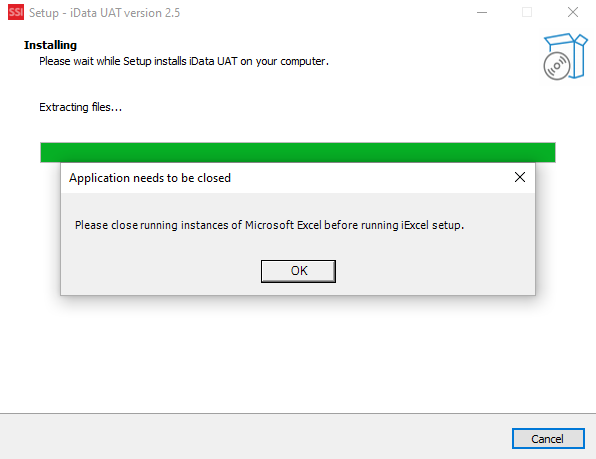 SSI Setup - iData UAT version 2.5
Installing
Please wait while Setup installs iData UAT on your computer.
Extracting files...
Application needs to be closed
Please close running instances of Microsoft Excel before running iExcel setup.
OK
Cancel